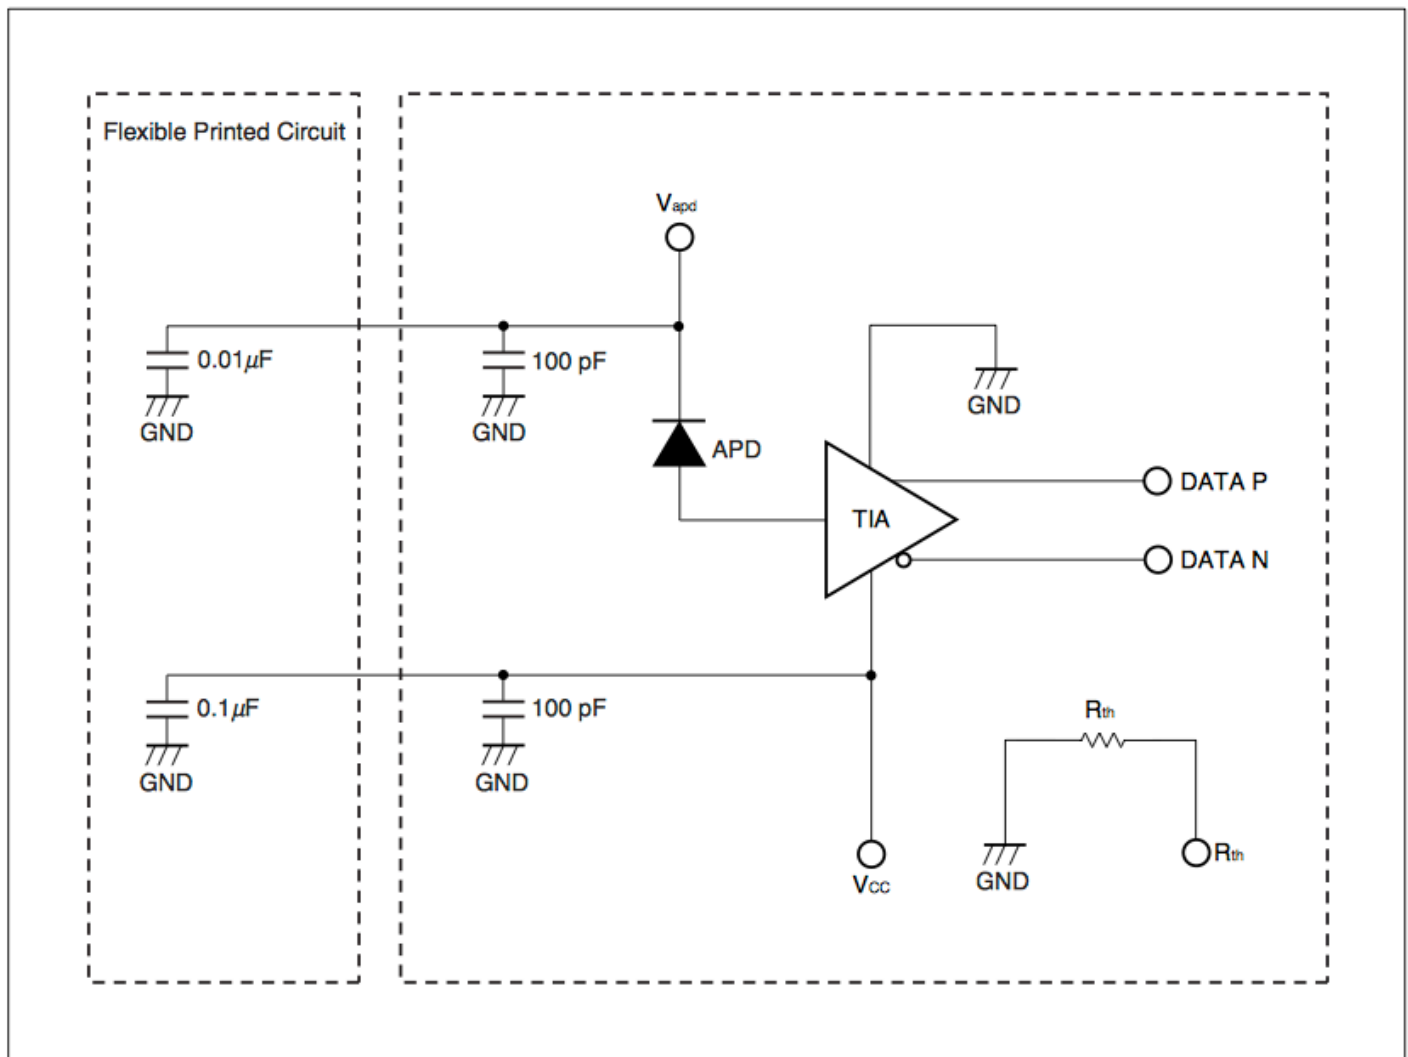 Flexible Printed Circuit
Vapd
0.01μF
100 pF
GND
GND
GND
APD
TIA
DATA P
DATA N
0.1μF
100 pF
GND
GND
Rth
VCC
GND
Rth